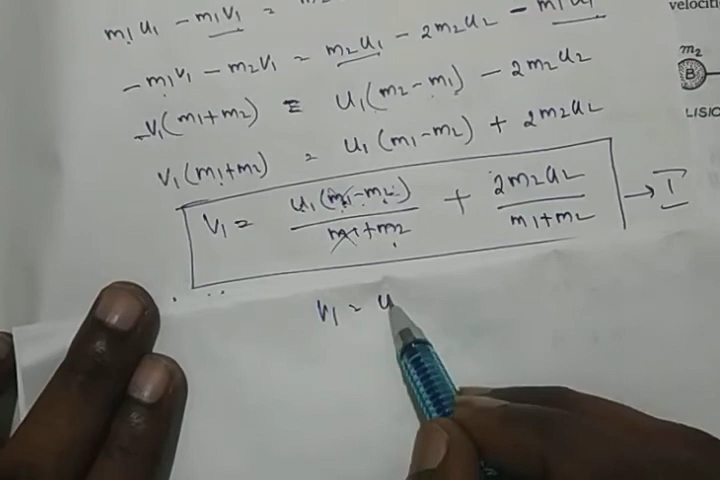 m₁u₁ - m₁v₁ =
-m₁v₁ - m₂v₁ = m₂u₁ - 2m₂u₂ - m₁u₁
-v₁(m₁+m₂) = u₁(m₂-m₁) - 2m₂u₂
v₁(m₁+m₂) = u₁(m₁-m₂) + 2m₂u₂
v₁ = u₁(m₁-m₂)/m₁+m₂ + 2m₂u₂/m₁+m₂ → I
v₁ = u
velociti
m₂
B